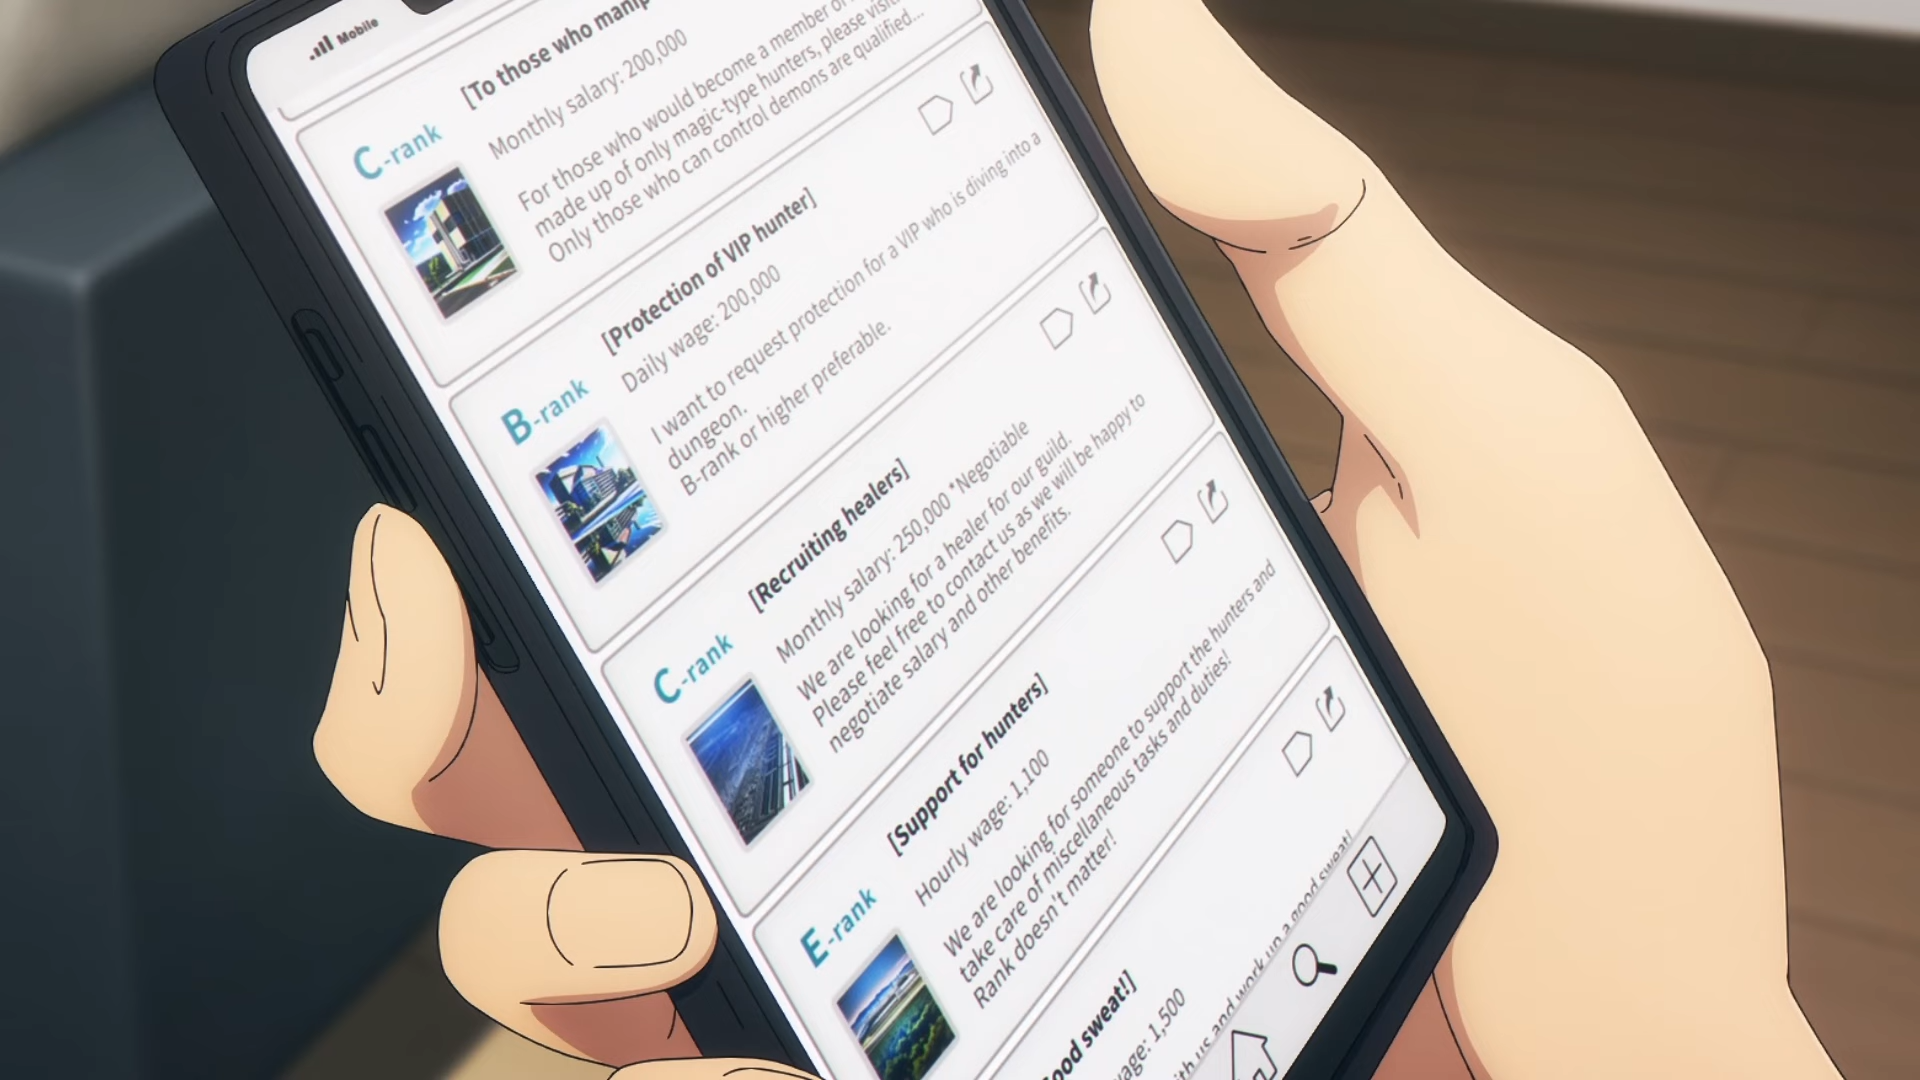 Mobile
[To those who
C-rank
Monthly salary: 200,000
For those who would become a member of
made up of only magic-type hunters, please visit
Only those who can control demons are qualified...
[Protection of VIP hunter]
B-rank
Daily wage: 200,000
I want to request protection for a VIP who is diving into a
dungeon.
B-rank or higher preferable.
[Recruiting healers]
C-rank
Monthly salary: 250,000 *Negotiable
We are looking for a healer for our guild.
Please feel free to contact us as we will be happy to
negotiate salary and other benefits.
[Support for hunters]
E-rank
Hourly wage: 1,100
We are looking for someone to support the hunters and
take care of miscellaneous tasks and duties!
Rank doesn't matter!
sweat!]
1,500
with us and work up a good sweat!